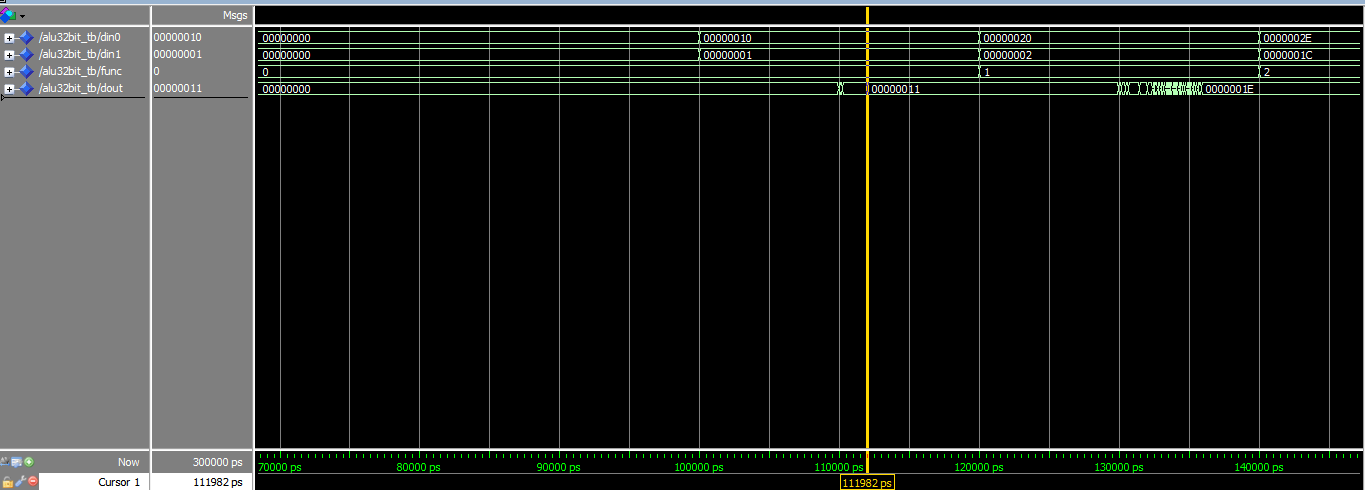 Msgs
/alu32bit_tb/din0 00000010 00000000 00000010 00000020 0000002E
/alu32bit_tb/din1 00000001 00000000 00000001 00000002 0000001C
/alu32bit_tb/func 0 0 1 2
/alu32bit_tb/dout 00000011 00000000 00000011 0000001E
Now 300000 ps 70000 ps 80000 ps 90000 ps 100000 ps 110000 ps 120000 ps 130000 ps 140000 ps
Cursor 1 111982 ps 111982 ps